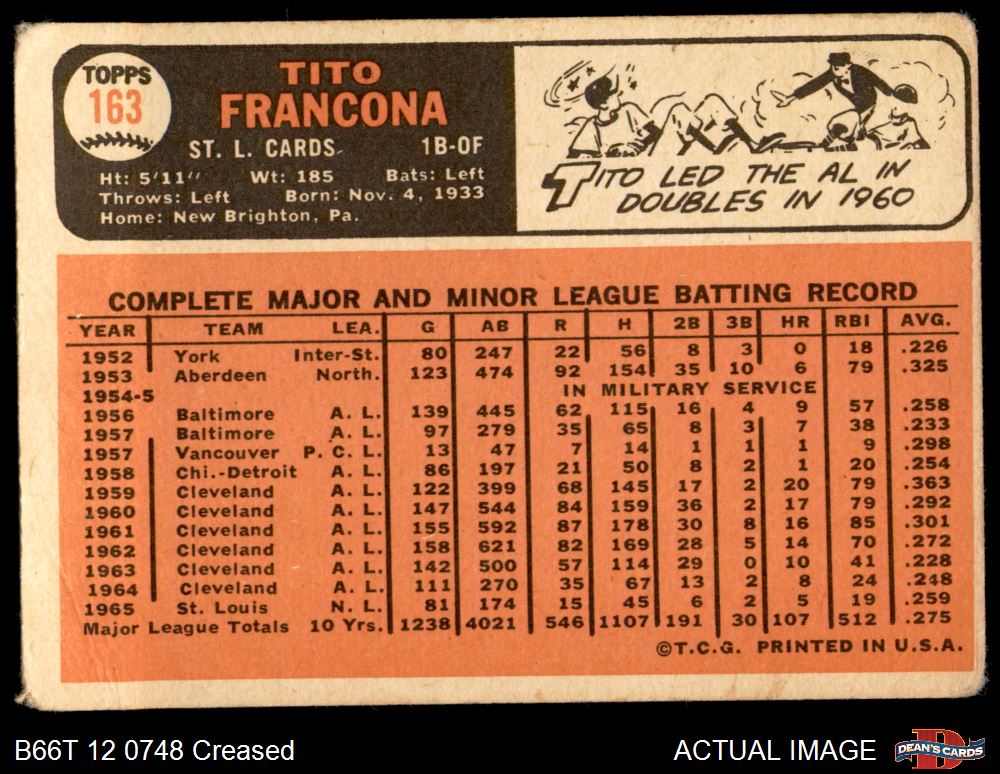 TOPPS
163
TITO
FRANCONA
ST. L. CARDS 1B-OF
Ht: 5'11" Wt: 185 Bats: Left
Throws: Left Born: Nov. 4, 1933
Home: New Brighton, Pa.
TITO LED THE AL IN
DOUBLES IN 1960
COMPLETE MAJOR AND MINOR LEAGUE BATTING RECORD
YEAR TEAM LEA. G AB R H 2B 3B HR RBI AVG.
1952 York Inter-St. 80 247 22 56 8 3 0 18 .226
1953 Aberdeen North. 123 474 92 154 35 10 6 79 .325
1954-5 IN MILITARY SERVICE
1956 Baltimore A. L. 139 445 62 115 16 4 9 57 .258
1957 Baltimore A. L. 97 279 35 65 8 3 7 38 .233
1957 Vancouver P. C. L. 13 47 7 14 1 1 1 9 .298
1958 Chi.-Detroit A. L. 86 197 21 50 8 2 1 20 .254
1959 Cleveland A. L. 122 399 68 145 17 2 20 79 .363
1960 Cleveland A. L. 147 544 84 159 36 2 17 79 .292
1961 Cleveland A. L. 155 592 87 178 30 8 16 85 .301
1962 Cleveland A. L. 158 621 82 169 28 5 14 70 .272
1963 Cleveland A. L. 142 500 57 114 29 0 10 41 .228
1964 Cleveland A. L. 111 270 35 67 13 2 8 24 .248
1965 St. Louis N. L. 81 174 15 45 6 2 5 19 .259
Major League Totals 10 Yrs. 1238 4021 546 1107 191 30 107 512 .275
©T.C.G. PRINTED IN U.S.A.
B66T 12 0748 Creased ACTUAL IMAGE DEAN'S CARDS